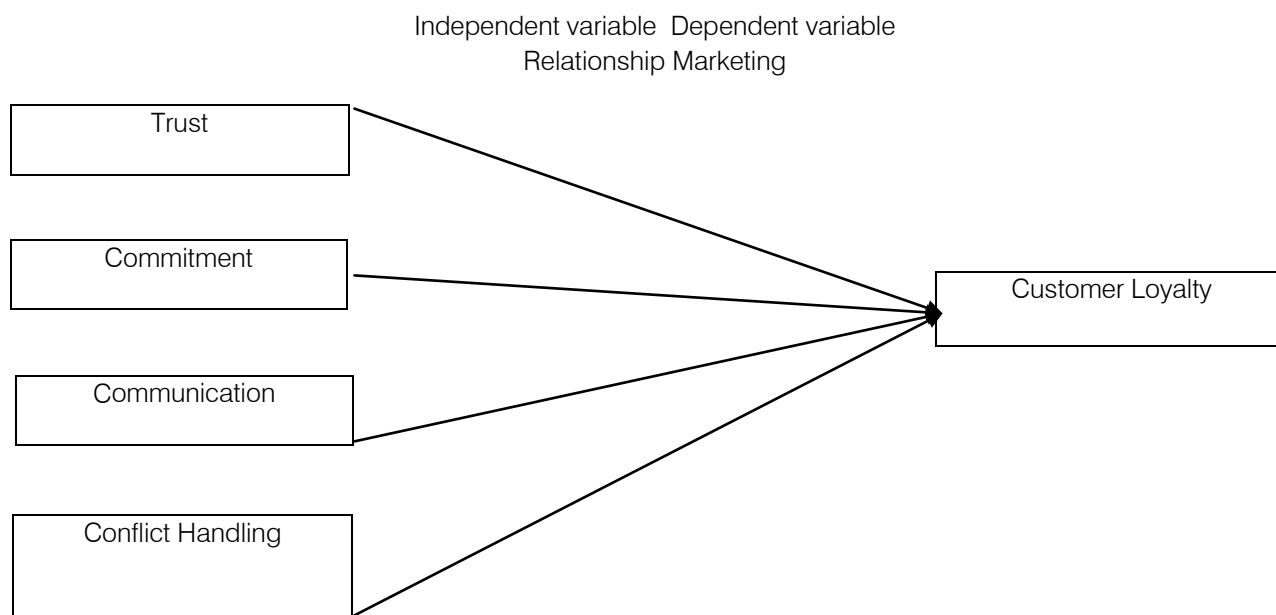 Independent variable  Dependent variable
Relationship Marketing
Trust
Commitment
Customer Loyalty
Communication
Conflict Handling